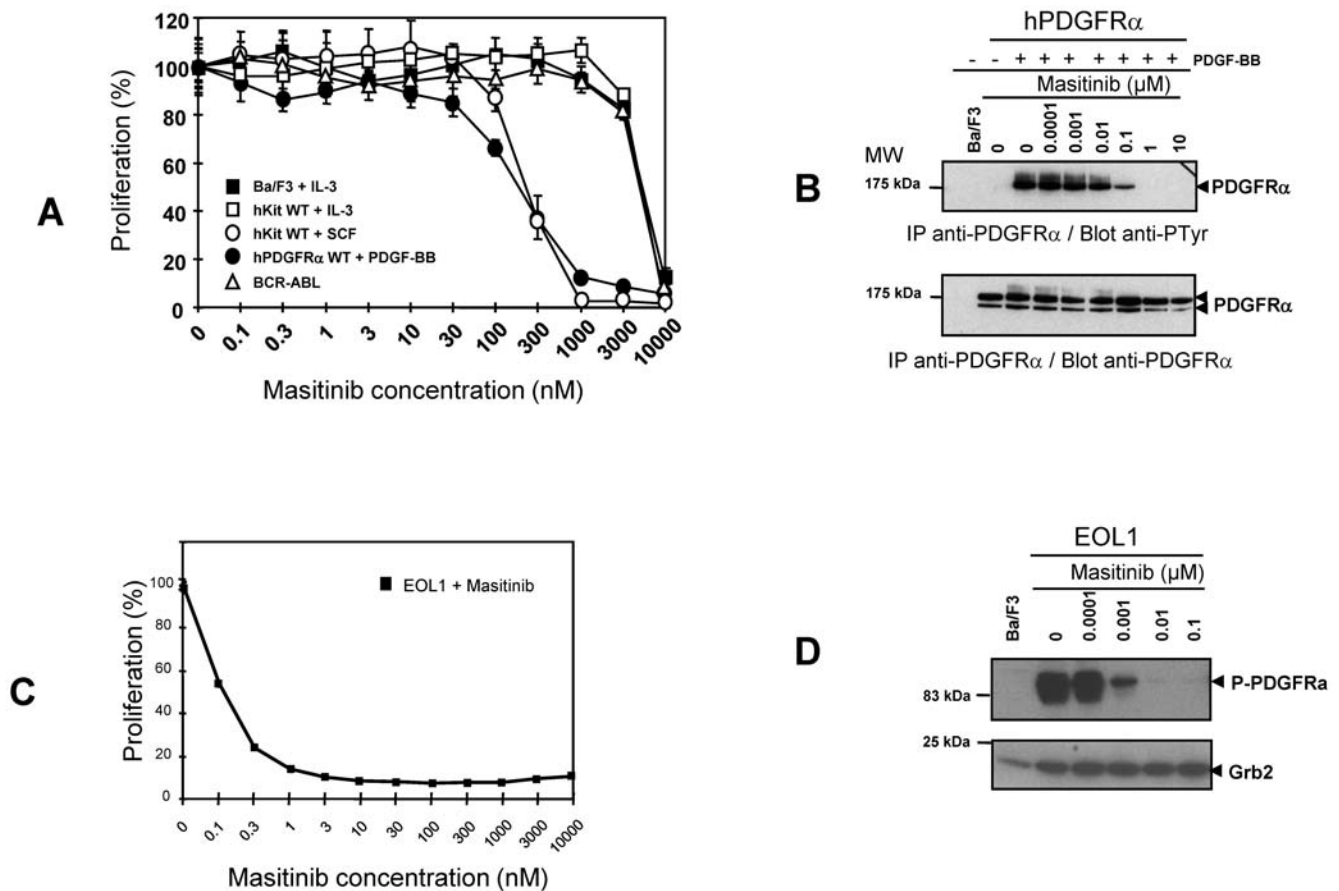 A
Proliferation (%)
120
100
80
60
40
20
0
Ba/F3 + IL-3
hKit WT + IL-3
hKit WT + SCF
hPDGFRα WT + PDGF-BB
BCR-ABL
0 0.1 0.3 1 3 10 30 100 300 1000 3000 10000
Masitinib concentration (nM)
B
hPDGFRα
- - + + + + + + + PDGF-BB
Masitinib (µM)
Ba/F3 0 0 0.0001 0.001 0.01 0.1 1 10
MW
175 kDa
PDGFRα
IP anti-PDGFRα / Blot anti-PTyr
175 kDa
PDGFRα
IP anti-PDGFRα / Blot anti-PDGFRα
C
Proliferation (%)
100
80
60
40
20
0
EOL1 + Masitinib
0 0.1 0.3 1 3 10 30 100 300 1000 3000 10000
Masitinib concentration (nM)
D
EOL1
Masitinib (µM)
Ba/F3 0 0.0001 0.001 0.01 0.1
83 kDa
P-PDGFRa
25 kDa
Grb2